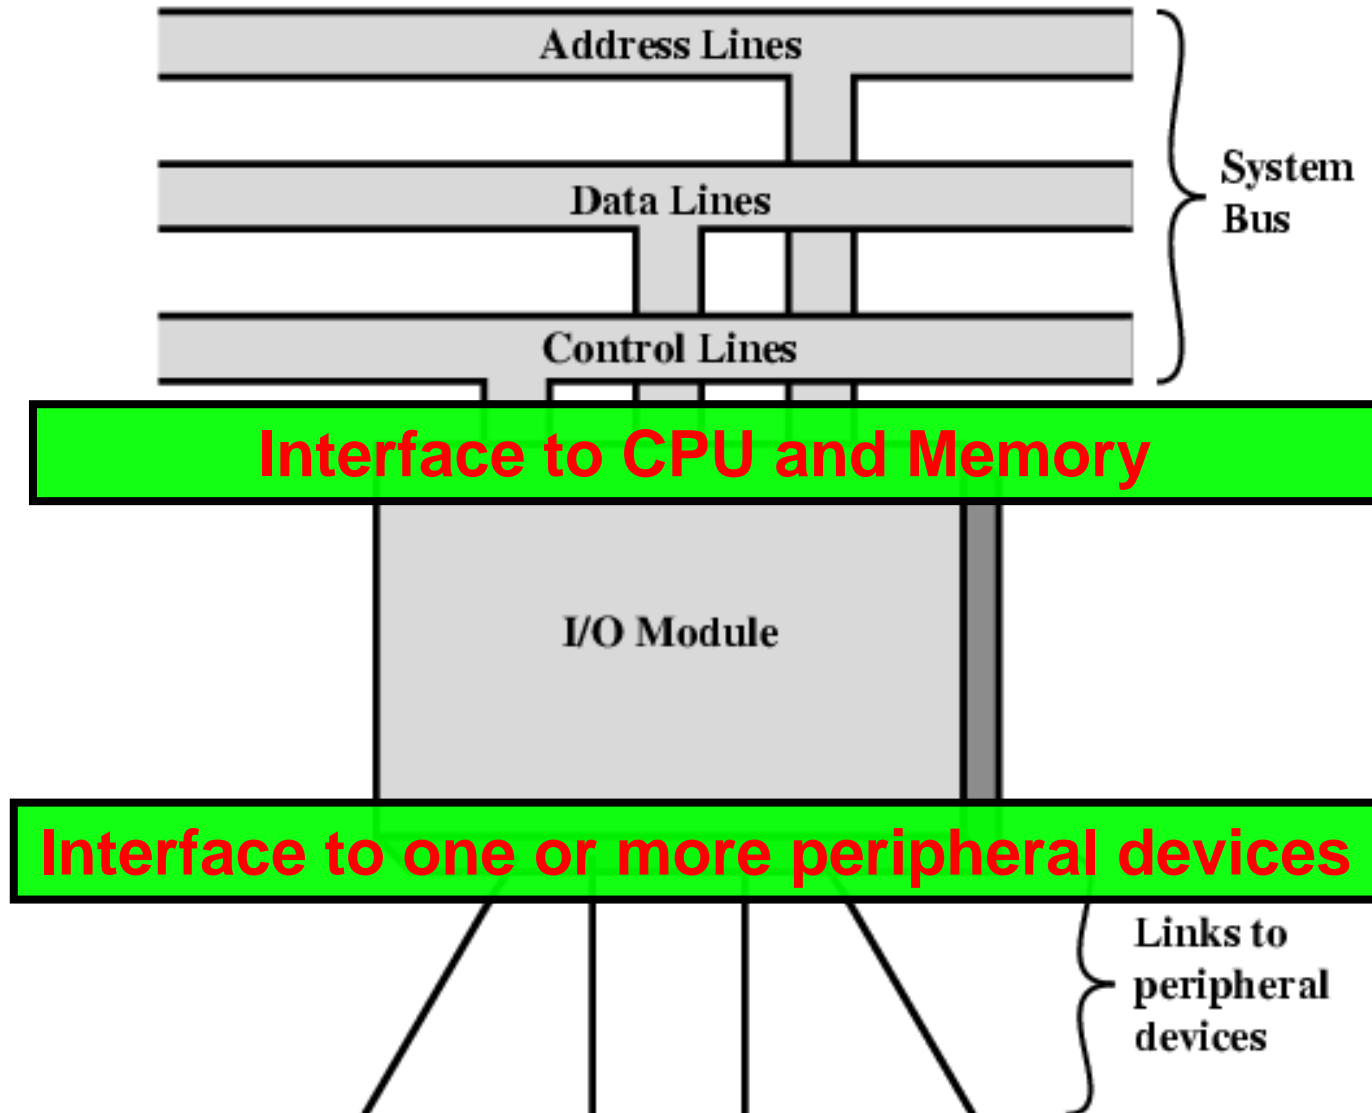 Address Lines
Data Lines
System
Bus
Control Lines
Interface to CPU and Memory
I/O Module
Interface to one or more peripheral devices
Links to
peripheral
devices